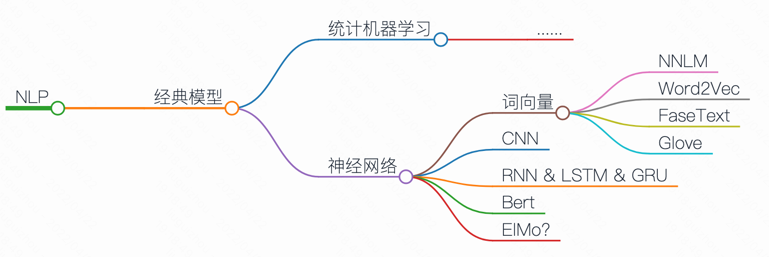 NLP
经典模型
统计机器学习
......
神经网络
词向量
NNLM
Word2Vec
FaseText
Glove
CNN
RNN & LSTM & GRU
Bert
ElMo?